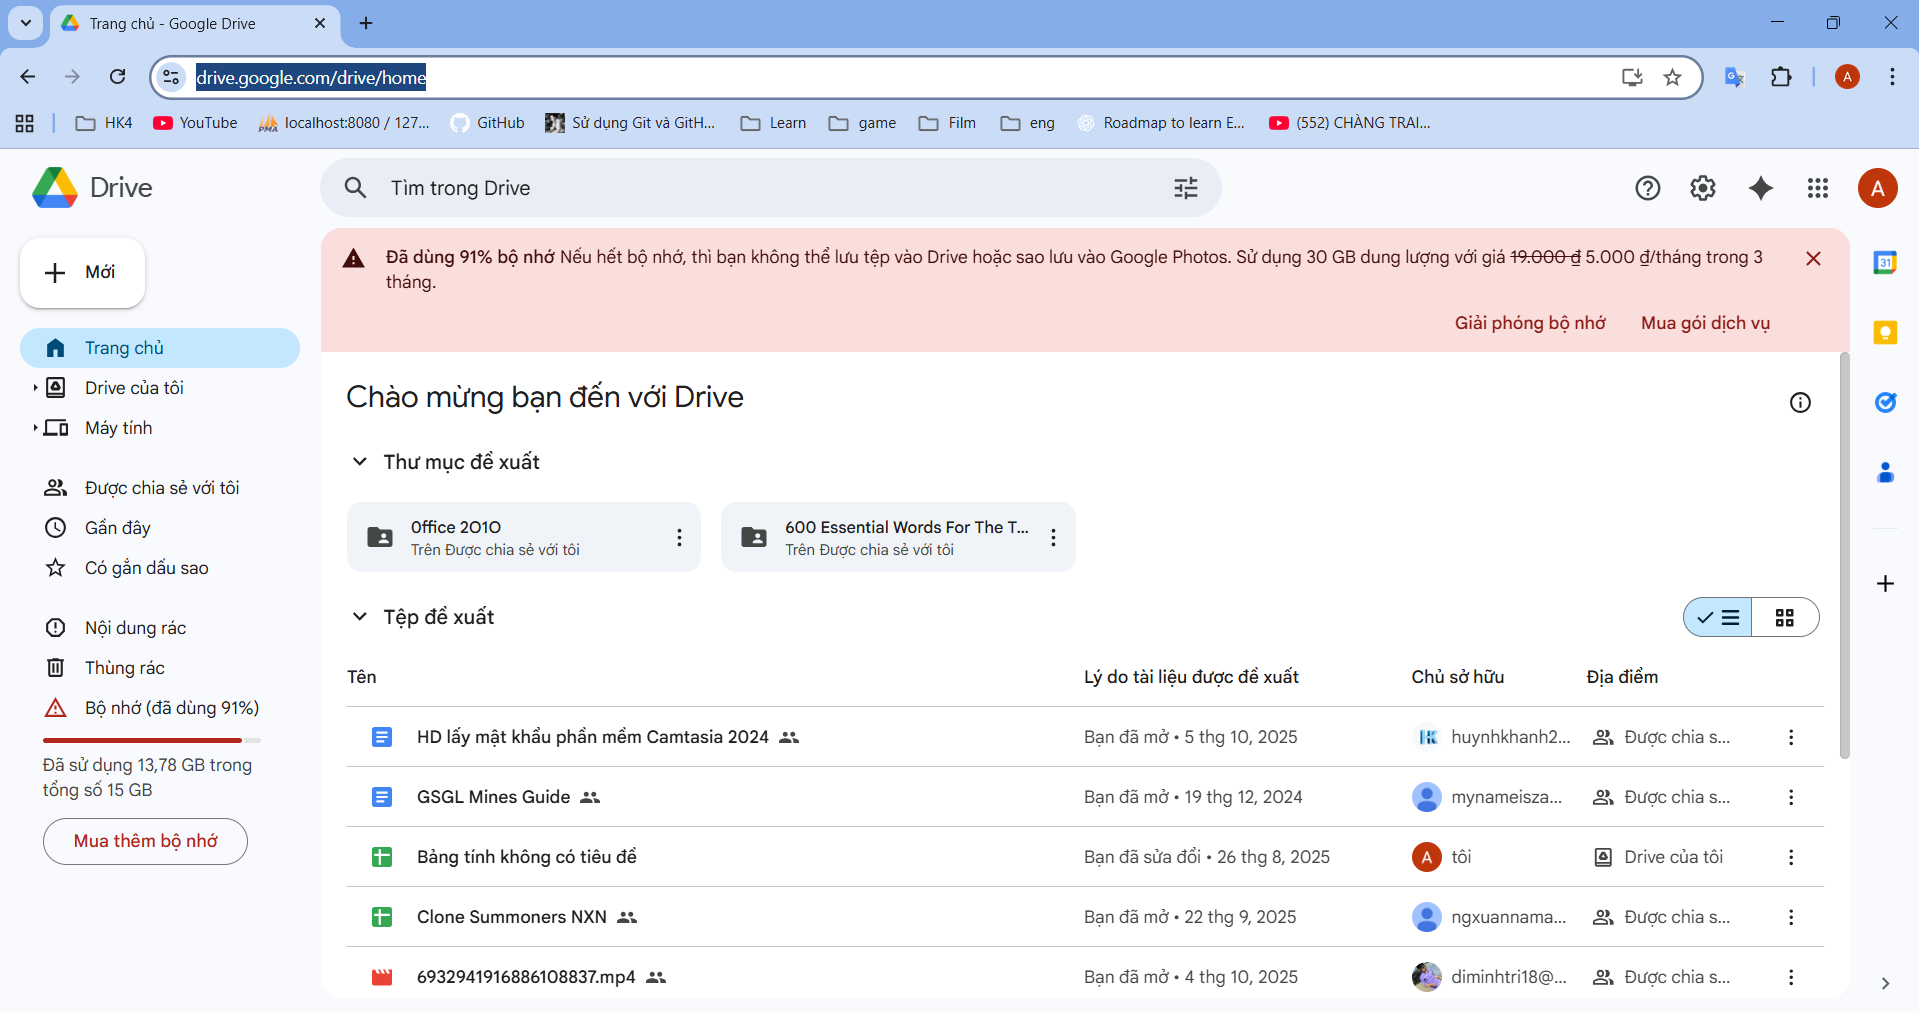 Trang chủ - Google Drive
drive.google.com/drive/home
HK4
YouTube
localhost:8080 / 127...
GitHub
Sử dụng Git và GitH...
Learn
game
Film
eng
Roadmap to learn E...
(552) CHÀNG TRAI...
A
Drive
Tìm trong Drive
A
Mới
Đã dùng 91% bộ nhớ Nếu hết bộ nhớ, thì bạn không thể lưu tệp vào Drive hoặc sao lưu vào Google Photos. Sử dụng 30 GB dung lượng với giá 19.000 ₫ 5.000 ₫/tháng trong 3
tháng.
Giải phóng bộ nhớ
Mua gói dịch vụ
Trang chủ
Drive của tôi
Máy tính
Được chia sẻ với tôi
Gần đây
Có gắn dấu sao
Nội dung rác
Thùng rác
Bộ nhớ (đã dùng 91%)
Đã sử dụng 13,78 GB trong
tổng số 15 GB
Mua thêm bộ nhớ
Chào mừng bạn đến với Drive
Thư mục đề xuất
0ffice 2O1O
Trên Được chia sẻ với tôi
600 Essential Words For The T...
Trên Được chia sẻ với tôi
Tệp đề xuất
Tên
Lý do tài liệu được đề xuất
Chủ sở hữu
Địa điểm
HD lấy mật khẩu phần mềm Camtasia 2024
Bạn đã mở • 5 thg 10, 2025
HK
huynhkhanh2...
Được chia s...
GSGL Mines Guide
Bạn đã mở • 19 thg 12, 2024
mynameisza...
Được chia s...
Bảng tính không có tiêu đề
Bạn đã sửa đổi • 26 thg 8, 2025
A
tôi
Drive của tôi
Clone Summoners NXN
Bạn đã mở • 22 thg 9, 2025
ngxuannama...
Được chia s...
6932941916886108837.mp4
Bạn đã mở • 4 thg 10, 2025
diminhtri18@...
Được chia s...
31